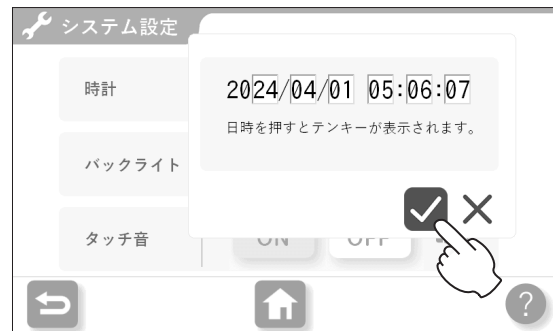 システム設定
時計
2024/04/01 05:06:07
日時を押すとテンキーが表示されます。
バックライト
タッチ音
ON OFF
?